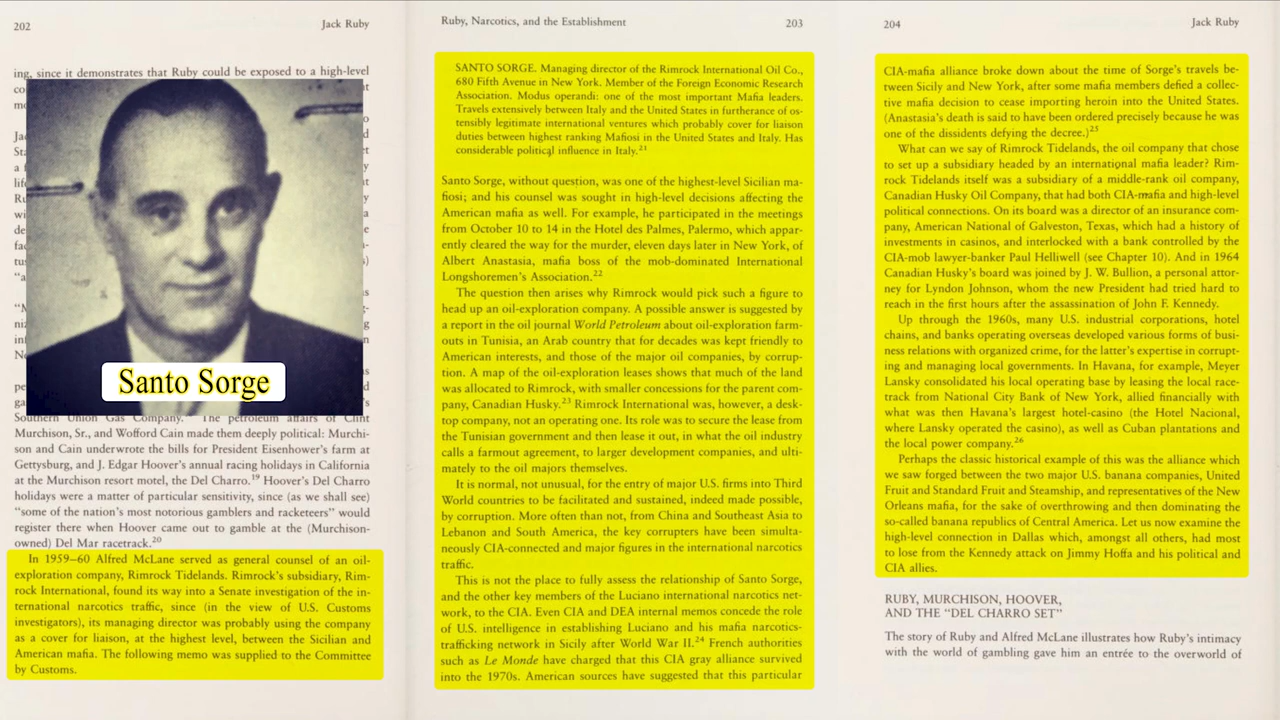 202
Jack Ruby
ing, since it demonstrates that Ruby could be exposed to a high-level
Santo Sorge
Southern Union Gas Company. The petroleum affairs of Clint
Murchison, Sr., and Wofford Cain made them deeply political: Murchi-
son and Cain underwrote the bills for President Eisenhower's farm at
Gettysburg, and J. Edgar Hoover's annual racing holidays in California
at the Murchison resort motel, the Del Charro.19 Hoover's Del Charro
holidays were a matter of particular sensitivity, since (as we shall see)
"some of the nation's most notorious gamblers and racketeers" would
register there when Hoover came out to gamble at the (Murchison-
owned) Del Mar racetrack.20
In 1959–60 Alfred McLane served as general counsel of an oil-
exploration company, Rimrock Tidelands. Rimrock's subsidiary, Rim-
rock International, found its way into a Senate investigation of the in-
ternational narcotics traffic, since (in the view of U.S. Customs
investigators), its managing director was probably using the company
as a cover for liaison, at the highest level, between the Sicilian and
American mafia. The following memo was supplied to the Committee
by Customs.
Ruby, Narcotics, and the Establishment
203
SANTO SORGE. Managing director of the Rimrock International Oil Co.,
680 Fifth Avenue in New York. Member of the Foreign Economic Research
Association. Modus operandi: one of the most important Mafia leaders.
Travels extensively between Italy and the United States in furtherance of os-
tensibly legitimate international ventures which probably cover for liaison
duties between highest ranking Mafiosi in the United States and Italy. Has
considerable political influence in Italy.21
Santo Sorge, without question, was one of the highest-level Sicilian ma-
fiosi; and his counsel was sought in high-level decisions affecting the
American mafia as well. For example, he participated in the meetings
from October 10 to 14 in the Hotel des Palmes, Palermo, which appar-
ently cleared the way for the murder, eleven days later in New York, of
Albert Anastasia, mafia boss of the mob-dominated International
Longshoremen's Association.22
The question then arises why Rimrock would pick such a figure to
head up an oil-exploration company. A possible answer is suggested by
a report in the oil journal World Petroleum about oil-exploration farm-
outs in Tunisia, an Arab country that for decades was kept friendly to
American interests, and those of the major oil companies, by corrup-
tion. A map of the oil-exploration leases shows that much of the land
was allocated to Rimrock, with smaller concessions for the parent com-
pany, Canadian Husky.23 Rimrock International was, however, a desk-
top company, not an operating one. Its role was to secure the lease from
the Tunisian government and then lease it out, in what the oil industry
calls a farmout agreement, to larger development companies, and ulti-
mately to the oil majors themselves.
It is normal, not unusual, for the entry of major U.S. firms into Third
World countries to be facilitated and sustained, indeed made possible,
by corruption. More often than not, from China and Southeast Asia to
Lebanon and South America, the key corrupters have been simulta-
neously CIA-connected and major figures in the international narcotics
traffic.
This is not the place to fully assess the relationship of Santo Sorge,
and the other key members of the Luciano international narcotics net-
work, to the CIA. Even CIA and DEA internal memos concede the role
of U.S. intelligence in establishing Luciano and his mafia narcotics-
trafficking network in Sicily after World War II.24 French authorities
such as Le Monde have charged that this CIA gray alliance survived
into the 1970s. American sources have suggested that this particular
204
Jack Ruby
CIA-mafia alliance broke down about the time of Sorge's travels be-
tween Sicily and New York, after some mafia members defied a collec-
tive mafia decision to cease importing heroin into the United States.
(Anastasia's death is said to have been ordered precisely because he was
one of the dissidents defying the decree.)25
What can we say of Rimrock Tidelands, the oil company that chose
to set up a subsidiary headed by an international mafia leader? Rim-
rock Tidelands itself was a subsidiary of a middle-rank oil company,
Canadian Husky Oil Company, that had both CIA-mafia and high-level
political connections. On its board was a director of an insurance com-
pany, American National of Galveston, Texas, which had a history of
investments in casinos, and interlocked with a bank controlled by the
CIA-mob lawyer-banker Paul Helliwell (see Chapter 10). And in 1964
Canadian Husky's board was joined by J. W. Bullion, a personal attor-
ney for Lyndon Johnson, whom the new President had tried hard to
reach in the first hours after the assassination of John F. Kennedy.
Up through the 1960s, many U.S. industrial corporations, hotel
chains, and banks operating overseas developed various forms of busi-
ness relations with organized crime, for the latter's expertise in corrupt-
ing and managing local governments. In Havana, for example, Meyer
Lansky consolidated his local operating base by leasing the local race-
track from National City Bank of New York, allied financially with
what was then Havana's largest hotel-casino (the Hotel Nacional,
where Lansky operated the casino), as well as Cuban plantations and
the local power company.26
Perhaps the classic historical example of this was the alliance which
we saw forged between the two major U.S. banana companies, United
Fruit and Standard Fruit and Steamship, and representatives of the New
Orleans mafia, for the sake of overthrowing and then dominating the
so-called banana republics of Central America. Let us now examine the
high-level connection in Dallas which, amongst all others, had most
to lose from the Kennedy attack on Jimmy Hoffa and his political and
CIA allies.
RUBY, MURCHISON, HOOVER,
AND THE "DEL CHARRO SET"
The story of Ruby and Alfred McLane illustrates how Ruby's intimacy
with the world of gambling gave him an entrée to the overworld of